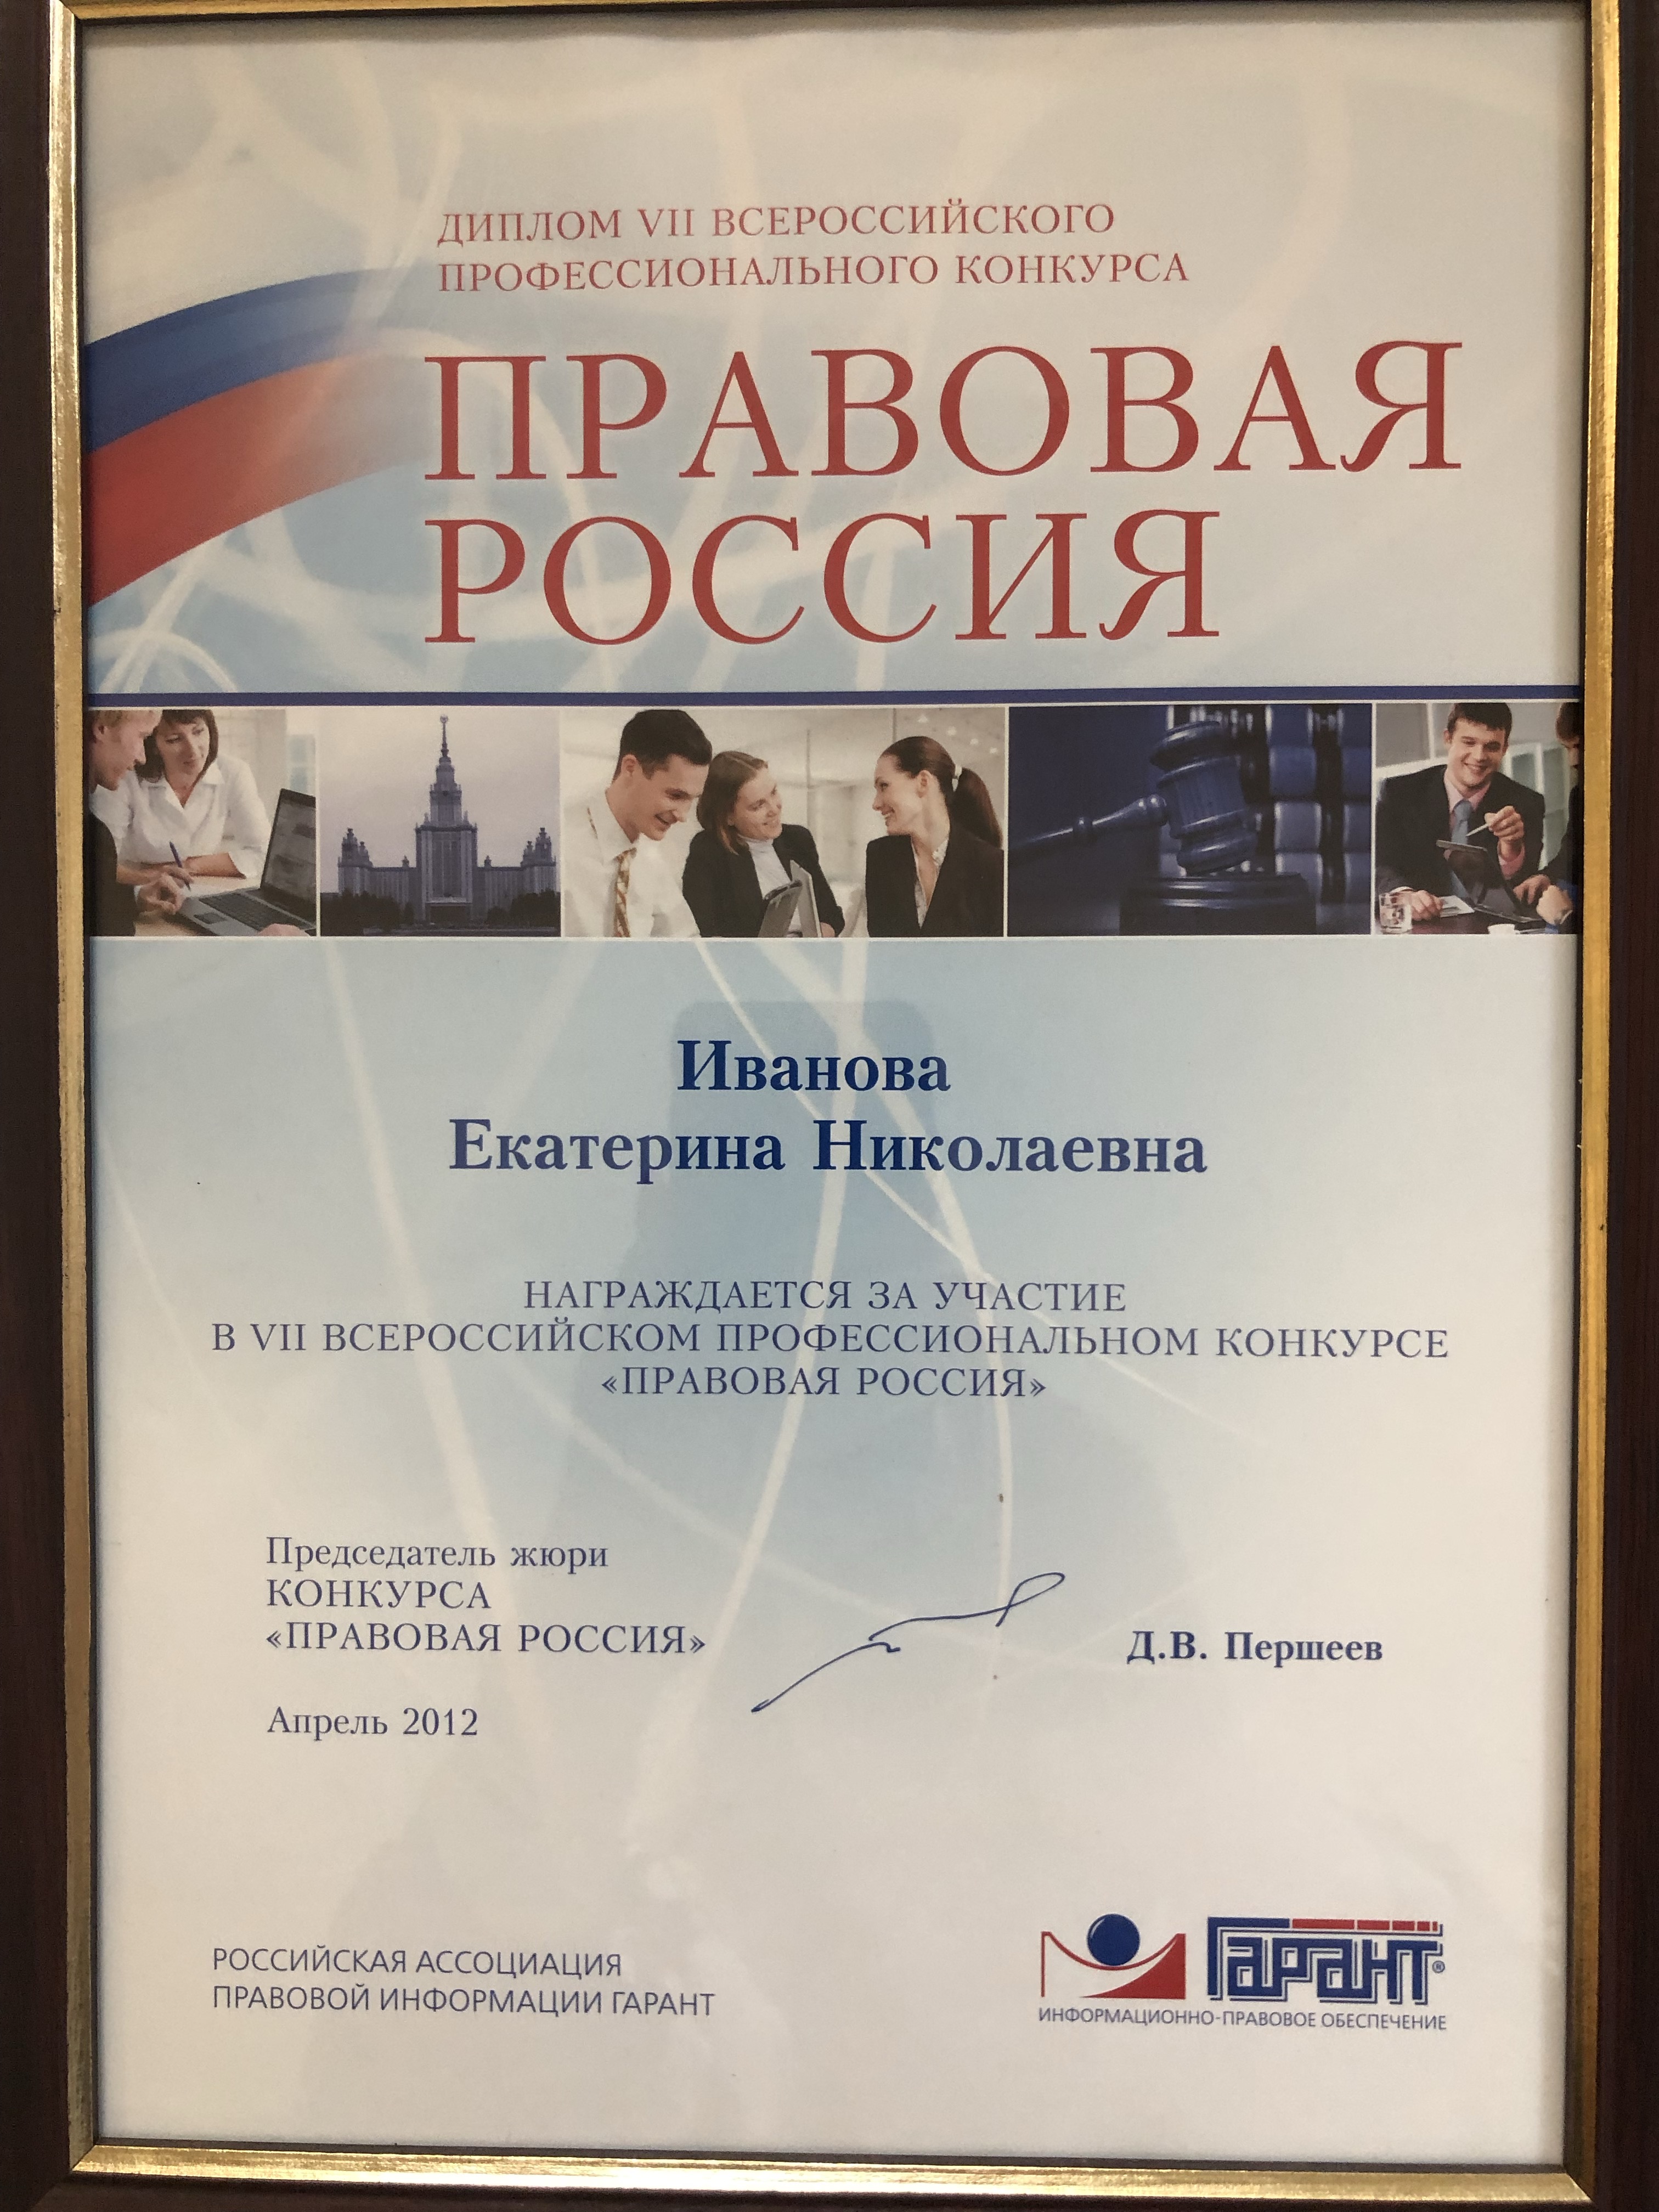 ДИПЛОМ VII ВСЕРОССИЙСКОГО
ПРОФЕССИОНАЛЬНОГО КОНКУРСА
ПРАВОВАЯ
РОССИЯ
Иванова
Екатерина Николаевна
НАГРАЖДАЕТСЯ ЗА УЧАСТИЕ
В VII ВСЕРОССИЙСКОМ ПРОФЕССИОНАЛЬНОМ КОНКУРСЕ
«ПРАВОВАЯ РОССИЯ»
Председатель жюри
КОНКУРСА
«ПРАВОВАЯ РОССИЯ»
Д.В. Першеев
Апрель 2012
РОССИЙСКАЯ АССОЦИАЦИЯ
ПРАВОВОЙ ИНФОРМАЦИИ ГАРАНТ
Гарант®
ИНФОРМАЦИОННО-ПРАВОВОЕ ОБЕСПЕЧЕНИЕ